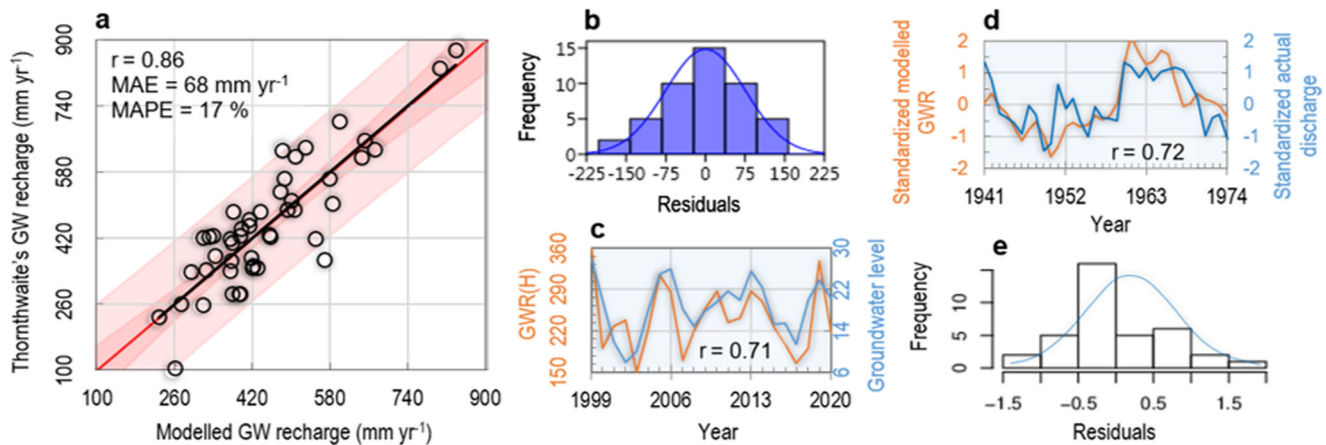 a
r = 0.86
MAE = 68 mm yr⁻¹
MAPE = 17 %
Thornthwaite's GW recharge (mm yr⁻¹)
900
740
580
420
260
100
100 260 420 580 740 900
Modelled GW recharge (mm yr⁻¹)
b
Frequency
15
10
5
0
-225 -150 -75 0 75 150 225
Residuals
c
GWR(H)
360
290
220
150
r = 0.71
30
22
14
6
Groundwater level
1999 2006 2013 2020
Year
d
Standardized modelled
GWR
2
1
0
-1
-2
r = 0.72
2
1
0
-1
-2
Standardized actual
discharge
1941 1952 1963 1974
Year
e
Frequency
10
5
0
-1.5 -0.5 0.5 1.5
Residuals